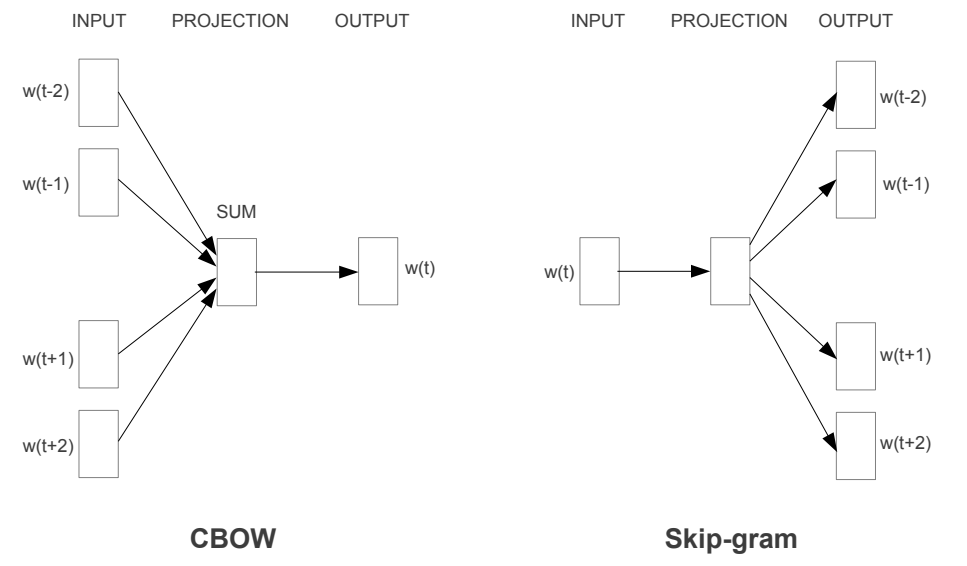 INPUT PROJECTION OUTPUT
w(t-2)
w(t-1)
SUM
w(t)
w(t+1)
w(t+2)
CBOW
INPUT PROJECTION OUTPUT
w(t-2)
w(t-1)
w(t)
w(t+1)
w(t+2)
Skip-gram